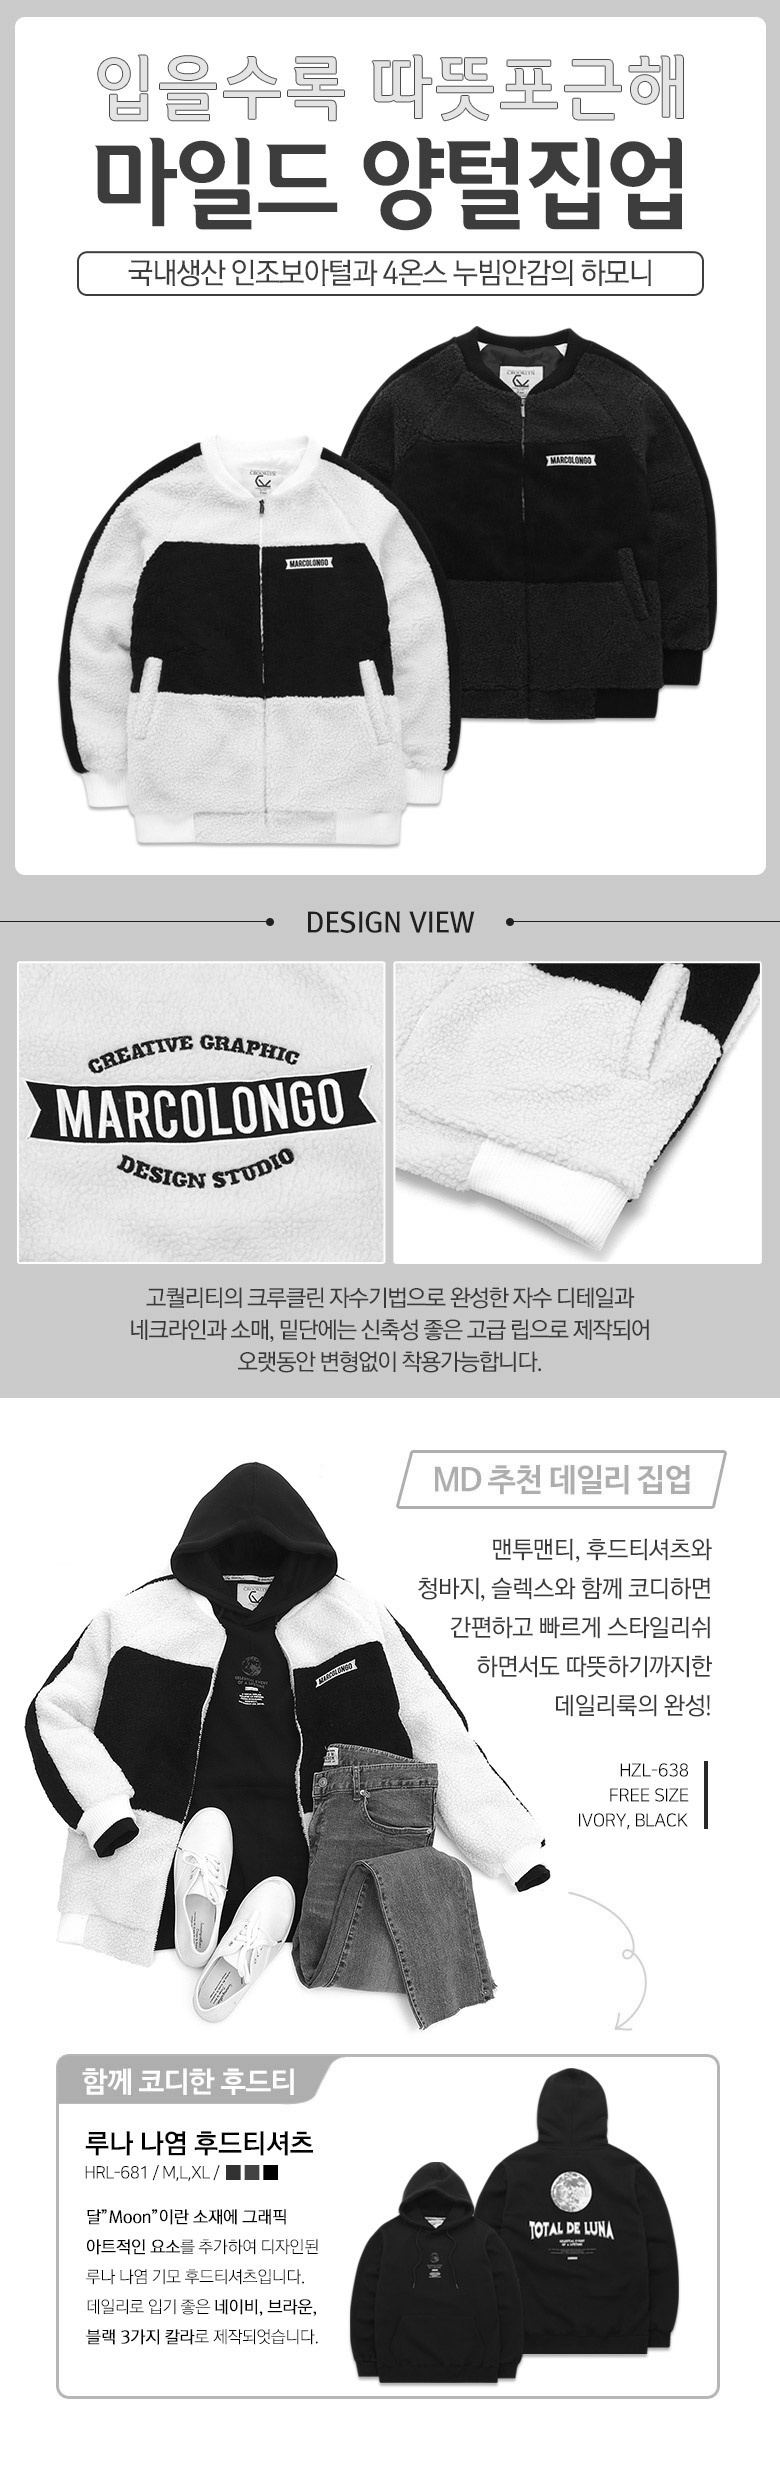 입을수록 따뜻포근해
마일드 양털집업
국내생산 인조보아털과 4온스 누빔안감의 하모니
CROOKLYN
MARCOLONGO
CROOKLYN
MARCOLONGO
DESIGN VIEW
CREATIVE GRAPHIC
MARCOLONGO
DESIGN STUDIO
고퀄리티의 크루클린 자수기법으로 완성한 자수 디테일과
네크라인과 소매, 밑단에는 신축성 좋은 고급 립으로 제작되어
오랫동안 변형없이 착용가능합니다.
MD 추천 데일리 집업
맨투맨티, 후드티셔츠와
청바지, 슬렉스와 함께 코디하면
간편하고 빠르게 스타일리쉬
하면서도 따뜻하기까지한
데일리룩의 완성!
CROOKLYN
MARCOLONGO
HZL-638
FREE SIZE
IVORY, BLACK
함께 코디한 후드티
루나 나염 후드티셔츠
HRL-681 / M,L,XL /
달"Moon"이란 소재에 그래픽
아트적인 요소를 추가하여 디자인된
루나 나염 기모 후드티셔츠입니다.
데일리로 입기 좋은 네이비, 브라운,
블랙 3가지 칼라로 제작되엇습니다.
TOTAL DE LUNA